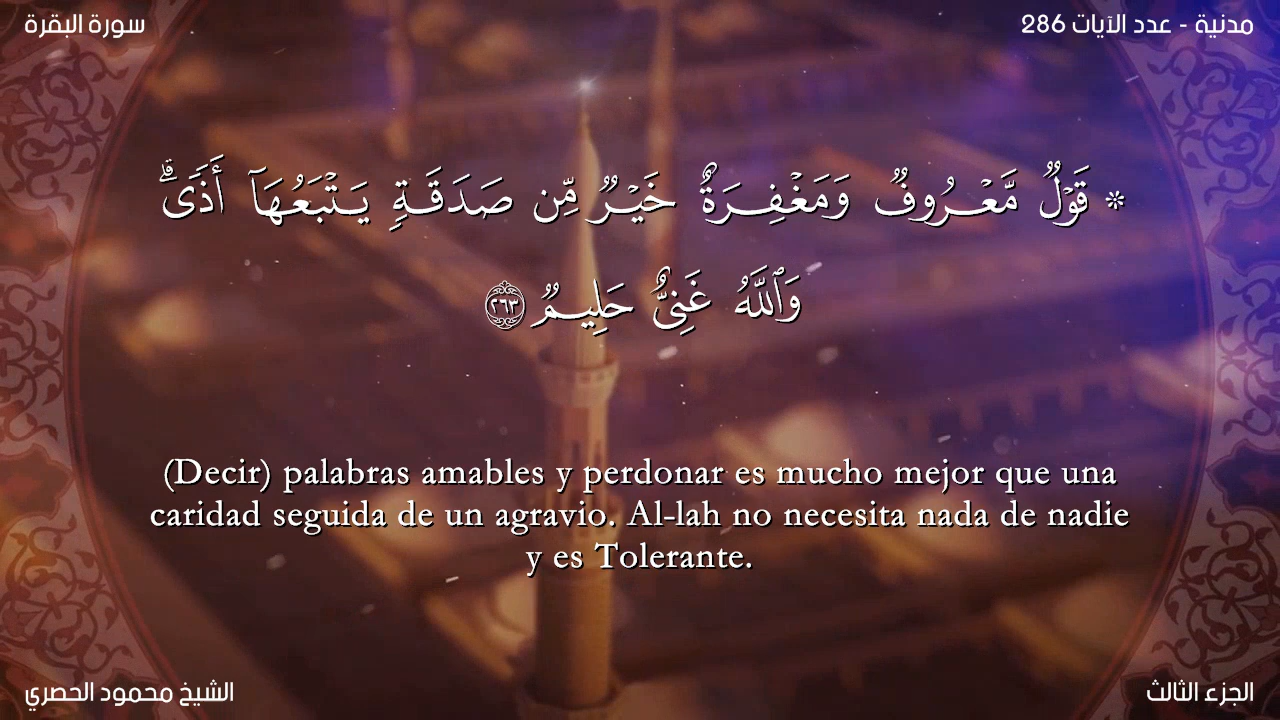 سورة البقرة
مدنية - عدد الآيات 286
۞ قَوْلٌ مَّعْرُوفٌ وَمَغْفِرَةٌ خَيْرٌ مِّن صَدَقَةٍ يَتْبَعُهَآ أَذًى ۗ
وَٱللَّهُ غَنِىٌّ حَلِيمٌ ٢٦٣
(Decir) palabras amables y perdonar es mucho mejor que una
caridad seguida de un agravio. Al-lah no necesita nada de nadie
y es Tolerante.
الشيخ محمود الحصري
الجزء الثالث